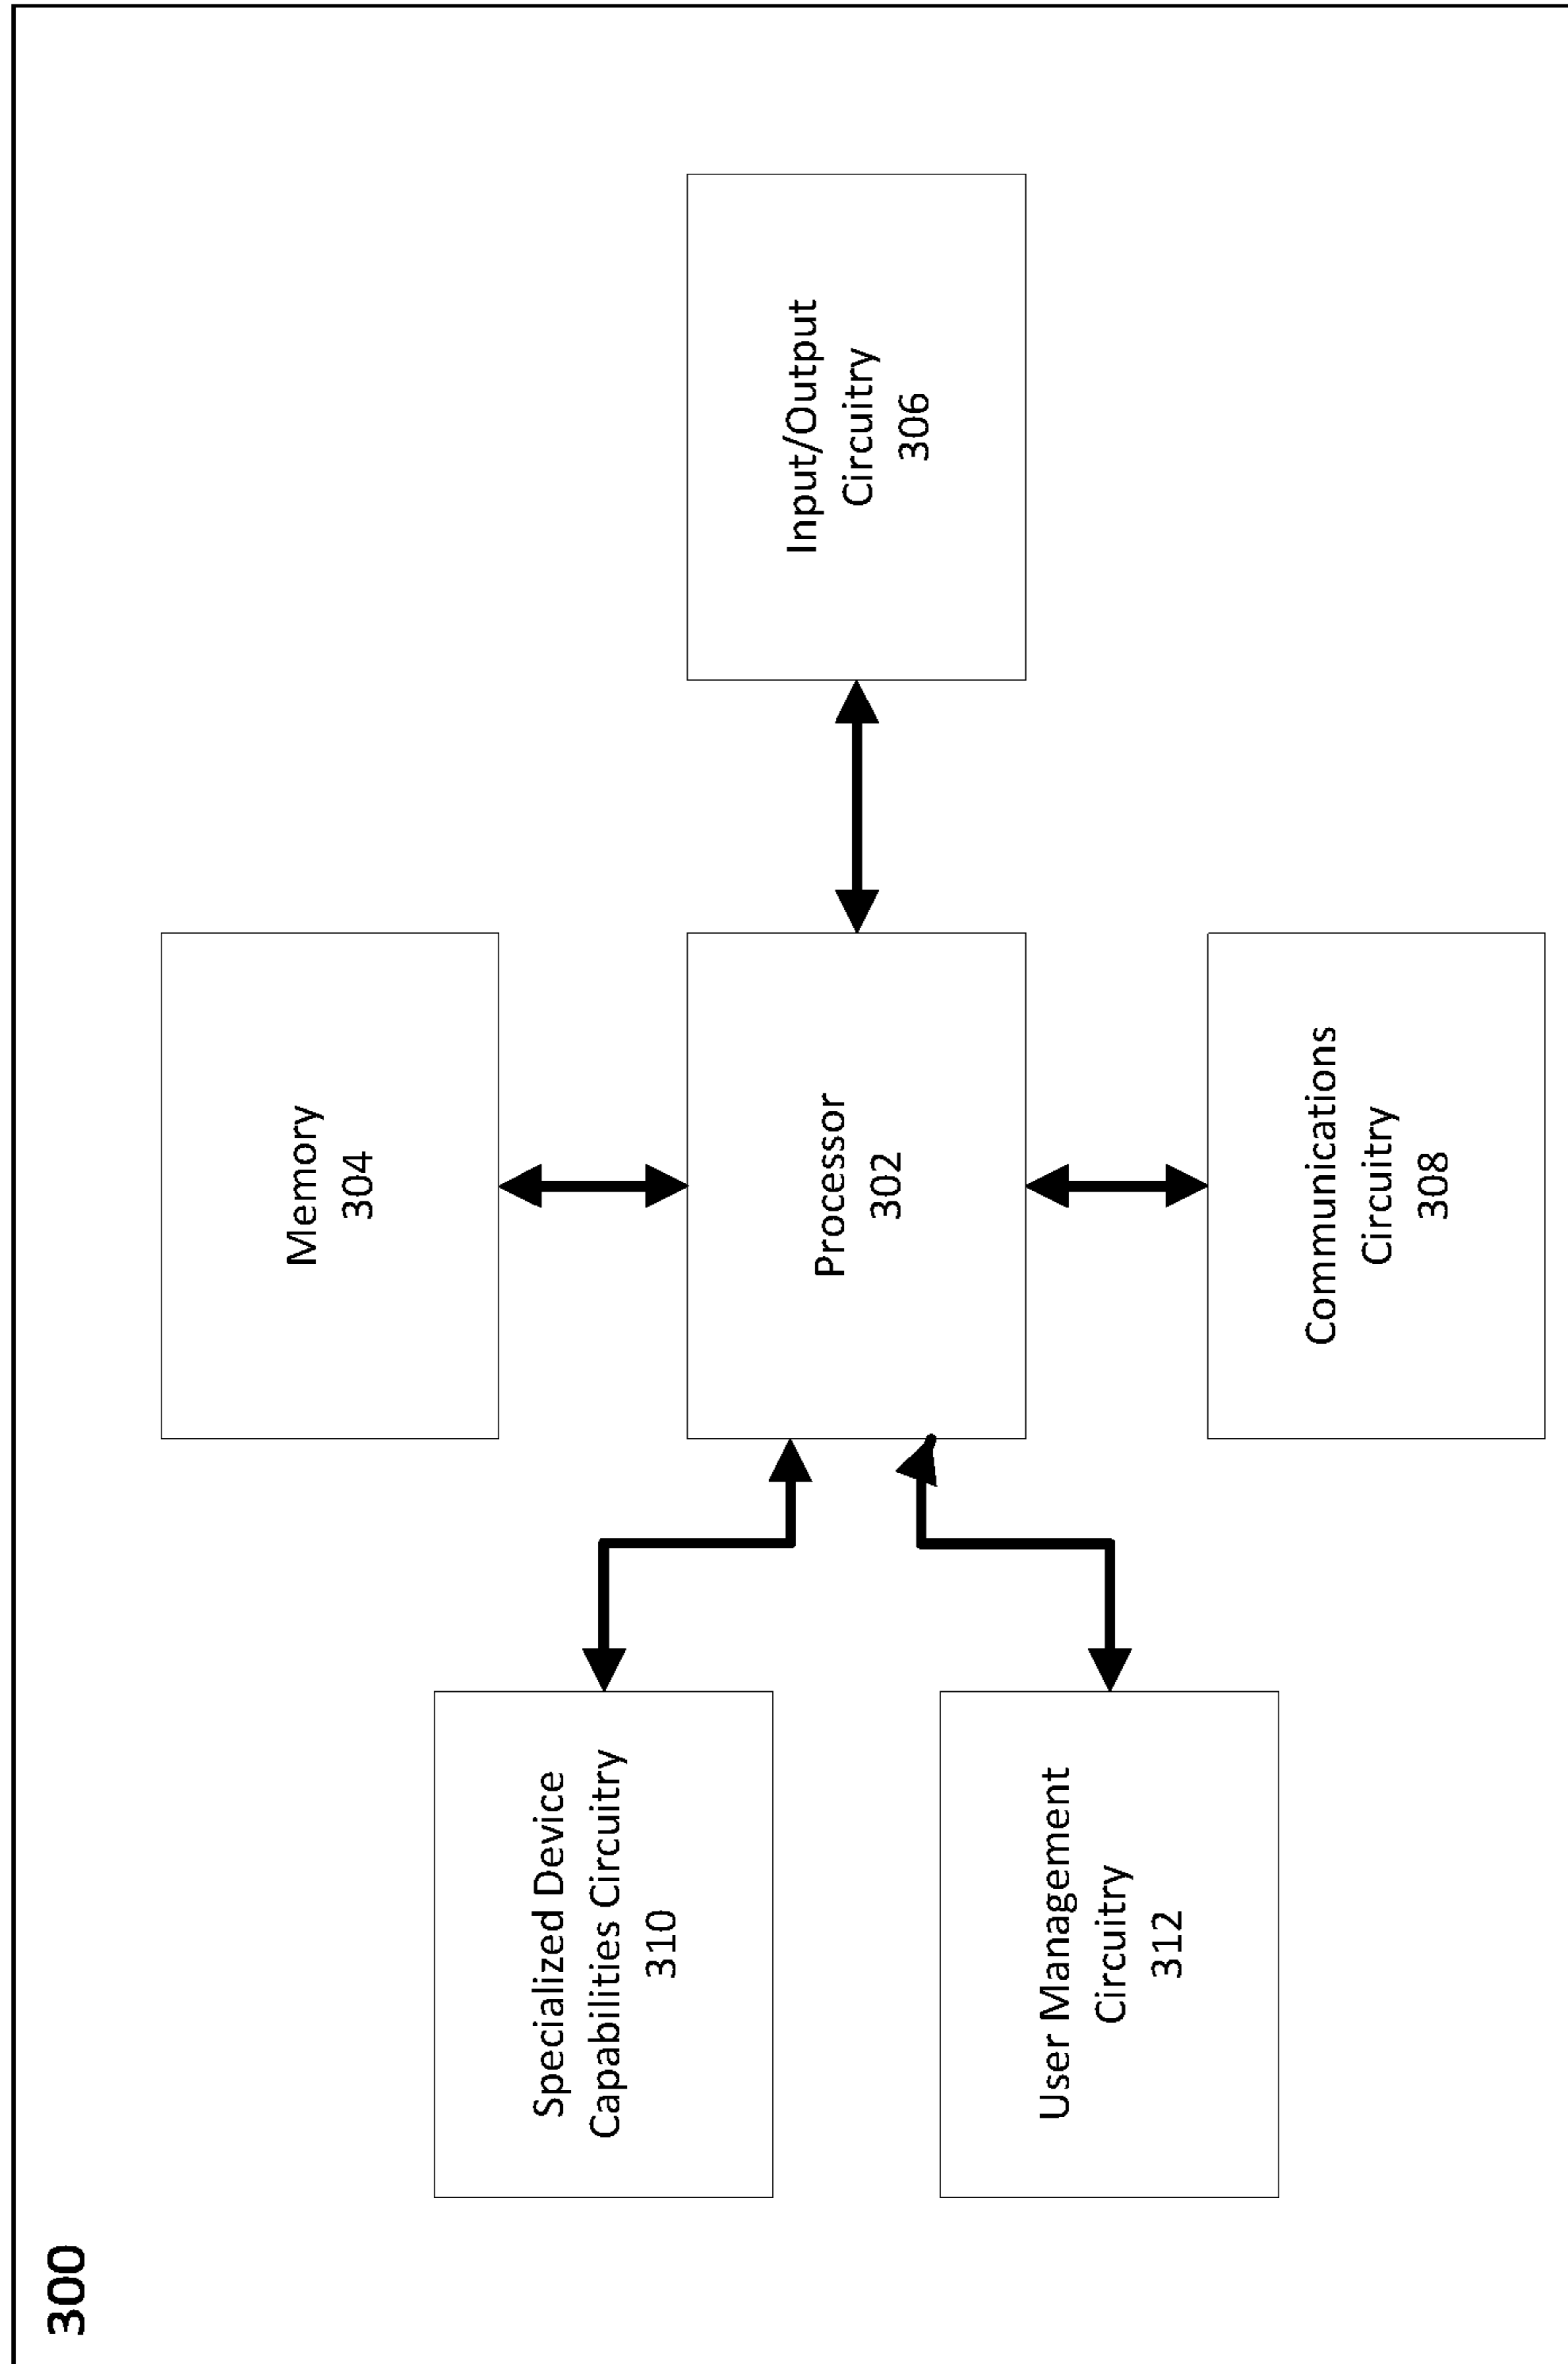 300
Memory
304
Specialized Device
Capabilities Circuitry
310
Processor
302
Input/Output
Circuitry
306
User Management
Circuitry
312
Communications
Circuitry
308